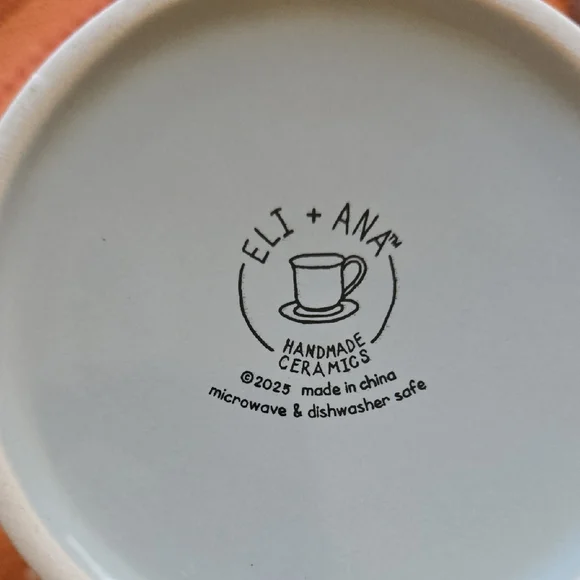 ELI + ANA™
HANDMADE
CERAMICS
©2025 made in china
microwave & dishwasher safe